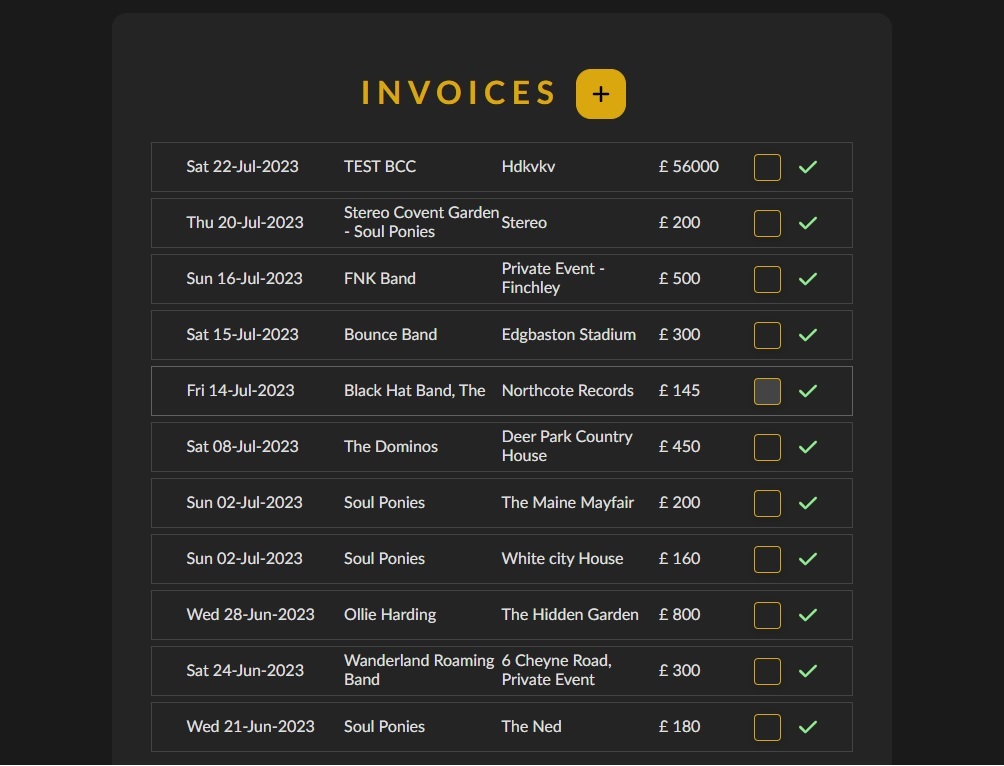 INVOICES +
Sat 22-Jul-2023 TEST BCC Hdkvkv £ 56000
Thu 20-Jul-2023 Stereo Covent Garden - Soul Ponies Stereo £ 200
Sun 16-Jul-2023 FNK Band Private Event - Finchley £ 500
Sat 15-Jul-2023 Bounce Band Edgbaston Stadium £ 300
Fri 14-Jul-2023 Black Hat Band, The Northcote Records £ 145
Sat 08-Jul-2023 The Dominos Deer Park Country House £ 450
Sun 02-Jul-2023 Soul Ponies The Maine Mayfair £ 200
Sun 02-Jul-2023 Soul Ponies White city House £ 160
Wed 28-Jun-2023 Ollie Harding The Hidden Garden £ 800
Sat 24-Jun-2023 Wanderland Roaming Band 6 Cheyne Road, Private Event £ 300
Wed 21-Jun-2023 Soul Ponies The Ned £ 180